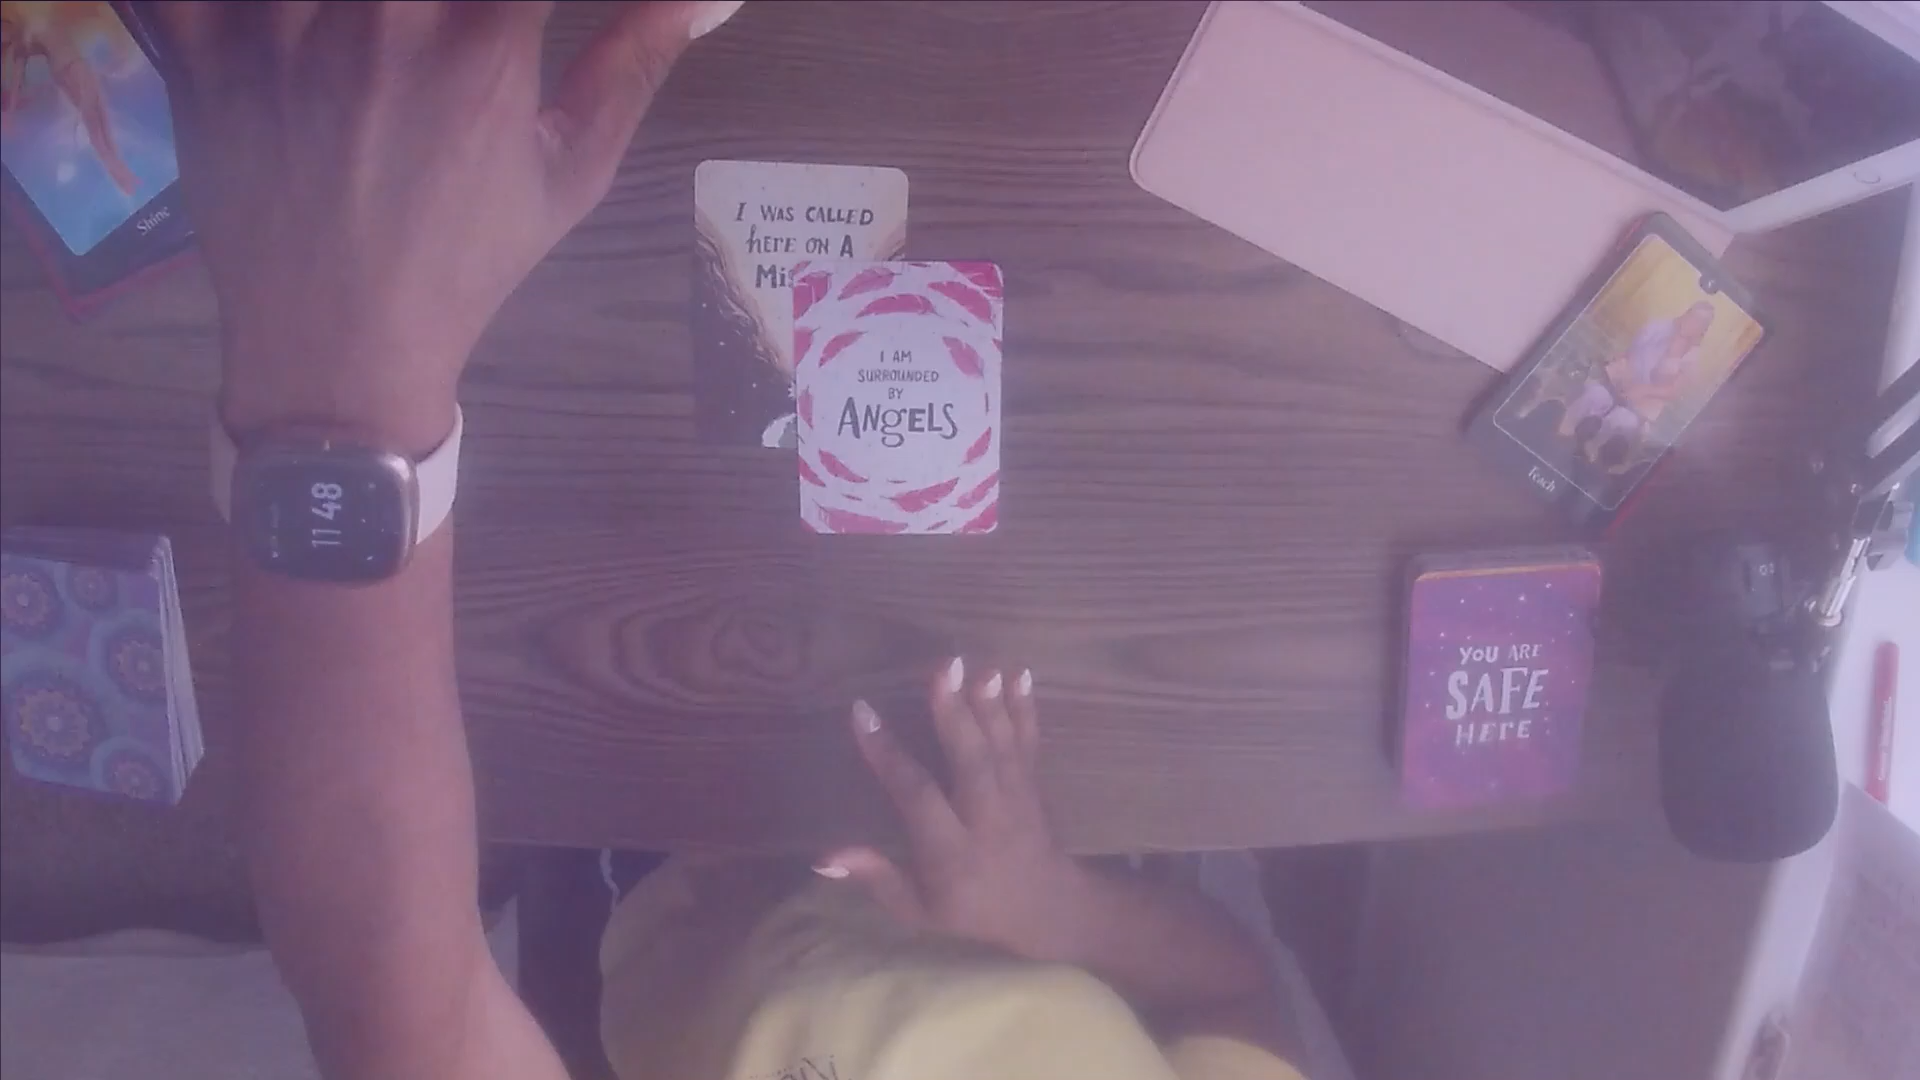 Shine
I WAS CALLED
hErE ON A
I AM
SURROUNDED
BY
ANgELS
11 48
Teach
YOU ARE
SAFE
HErE